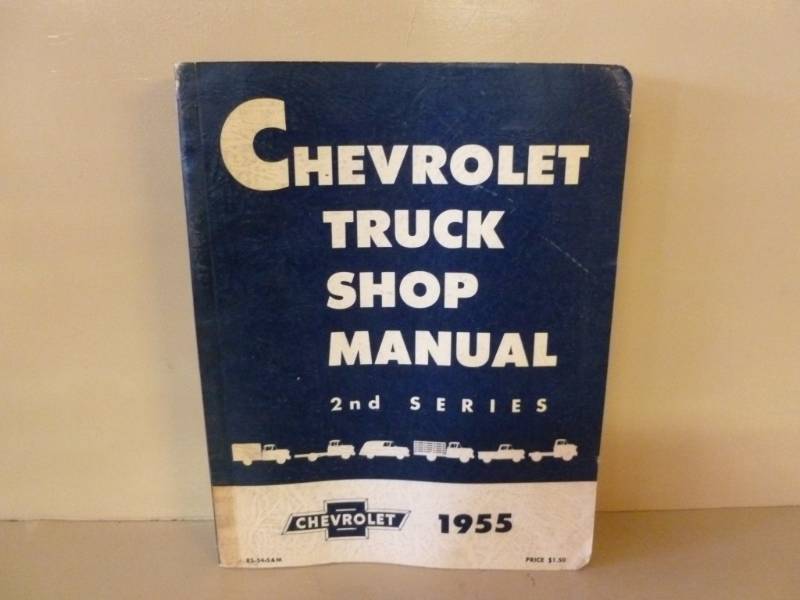 CHEVROLET
TRUCK
SHOP
MANUAL
2nd SERIES
CHEVROLET 1955
PRICE $1.50